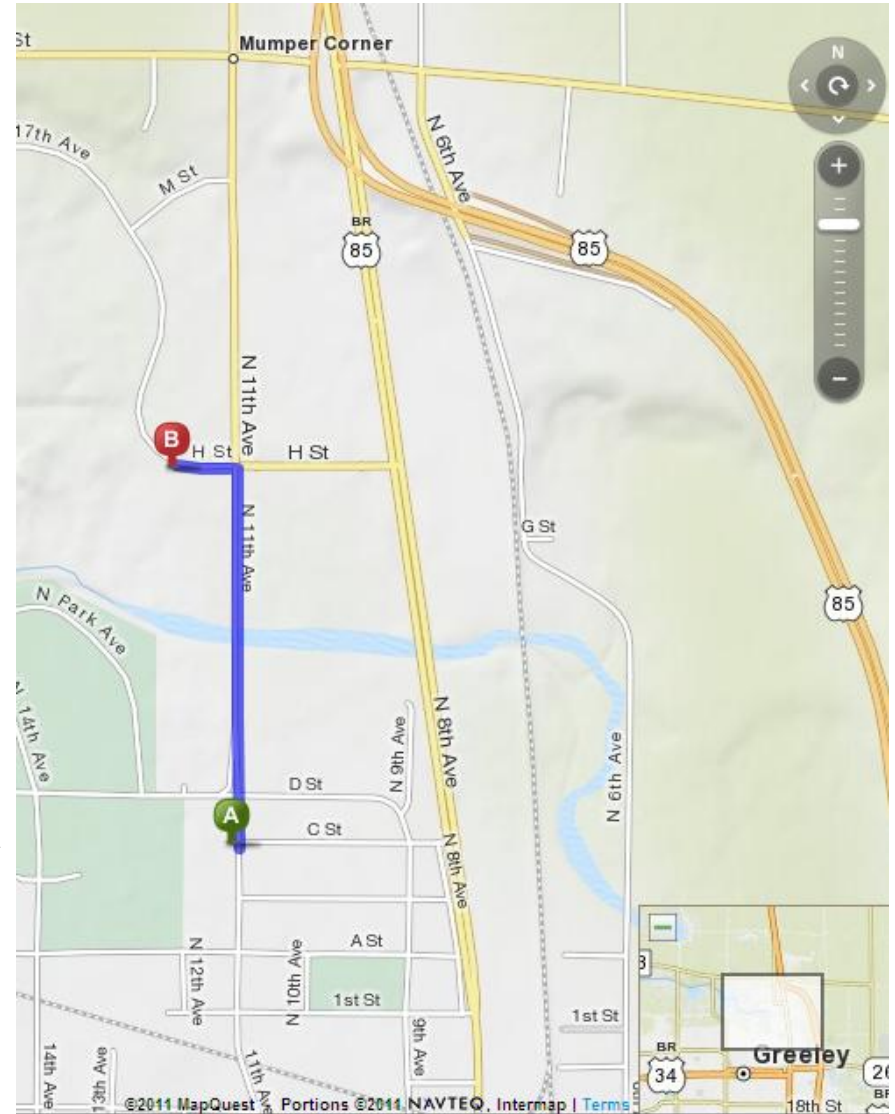 St
Mumper Corner
N
17th Ave
M St
N 6th Ave
BR
85
85
N 11th Ave
B
H St
H St
N 11th Ave
G St
85
N Park Ave
N 14th Ave
N 8th Ave
N 9th Ave
N 6th Ave
D St
A
C St
N 8th Ave
A St
N 12th Ave
N 10th Ave
1st St
1st St
9th Ave
14th Ave
13th Ave
11th Ave
BR
34
Greeley
18th St
26
BR
©2011 MapQuest Portions ©2011 NAVTEQ, Intermap | Terms